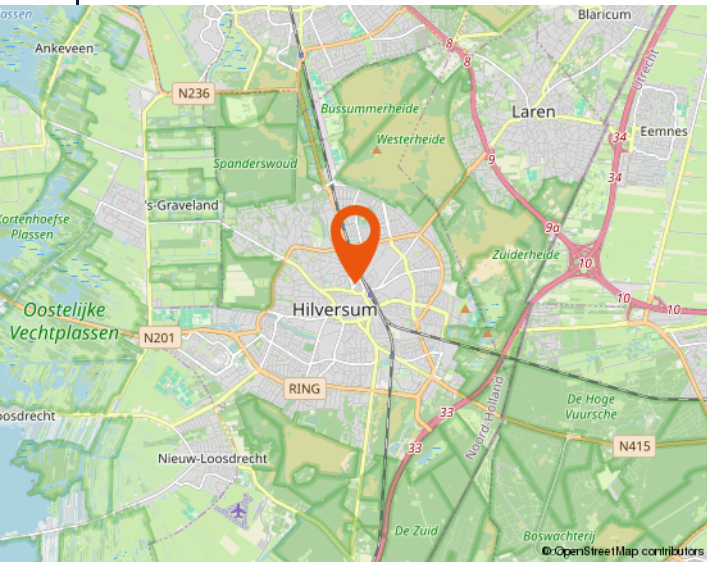 assen
Blaricum
Ankeveen
8
8
Utrecht
N236
Bussummerheide
Laren
Westerheide
34
Eemnes
9
Spanderswoud
34
's-Graveland
Kortenhoefse
Plassen
9a
Zuiderheide
10
10
10
Oostelijke
Vechtplassen
Hilversum
N201
RING
De Hoge
Vuursche
oosdrecht
33
Noord-Holland
33
N415
Nieuw-Loosdrecht
De Zuid
Boswachterij
© OpenStreetMap contributors